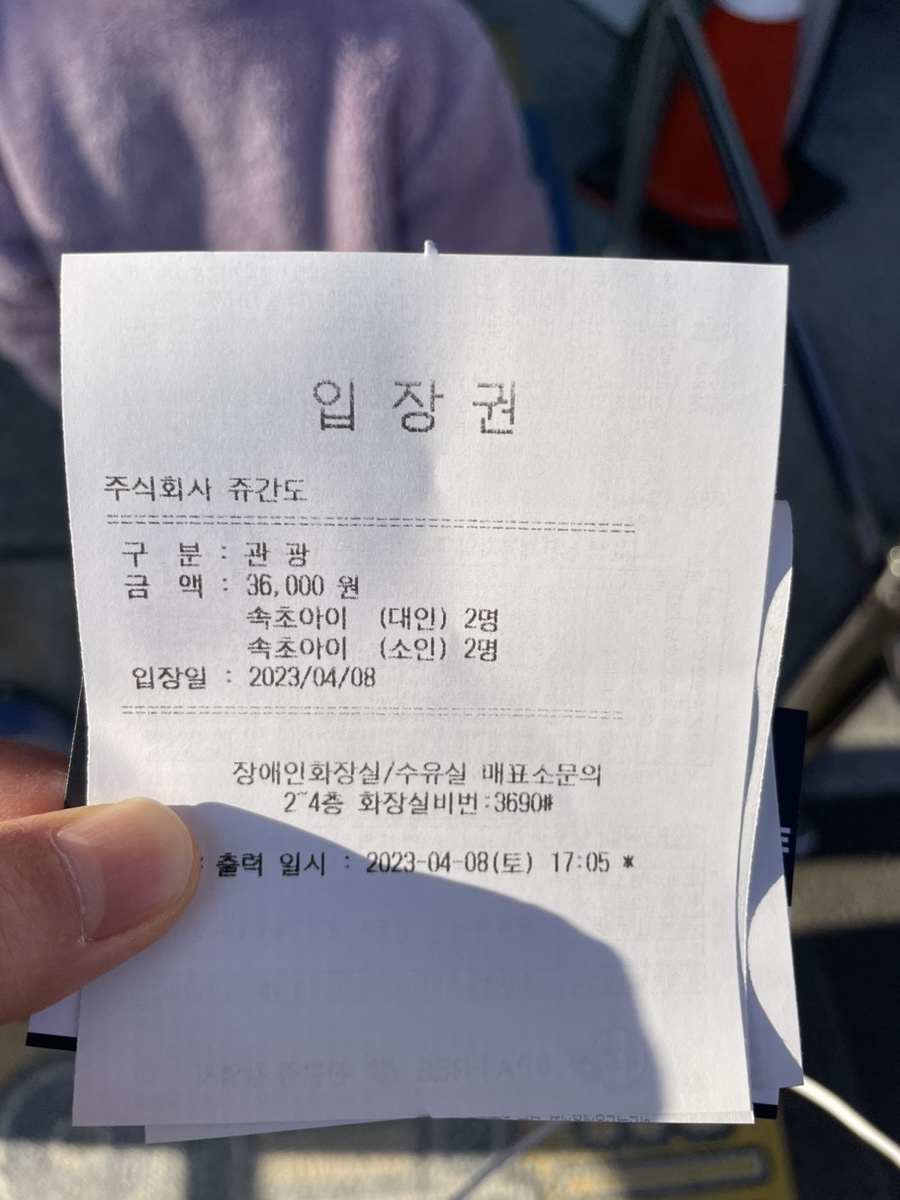 입 장 권
주식회사 쥬간도
구 분 : 관 광
금 액 : 36,000 원
속초아이 (대인) 2명
속초아이 (소인) 2명
입장일 : 2023/04/08
장애인화장실/수유실 매표소문의
2~4층 화장실비번:3690#
: 출력 일시 : 2023-04-08(토) 17:05 *